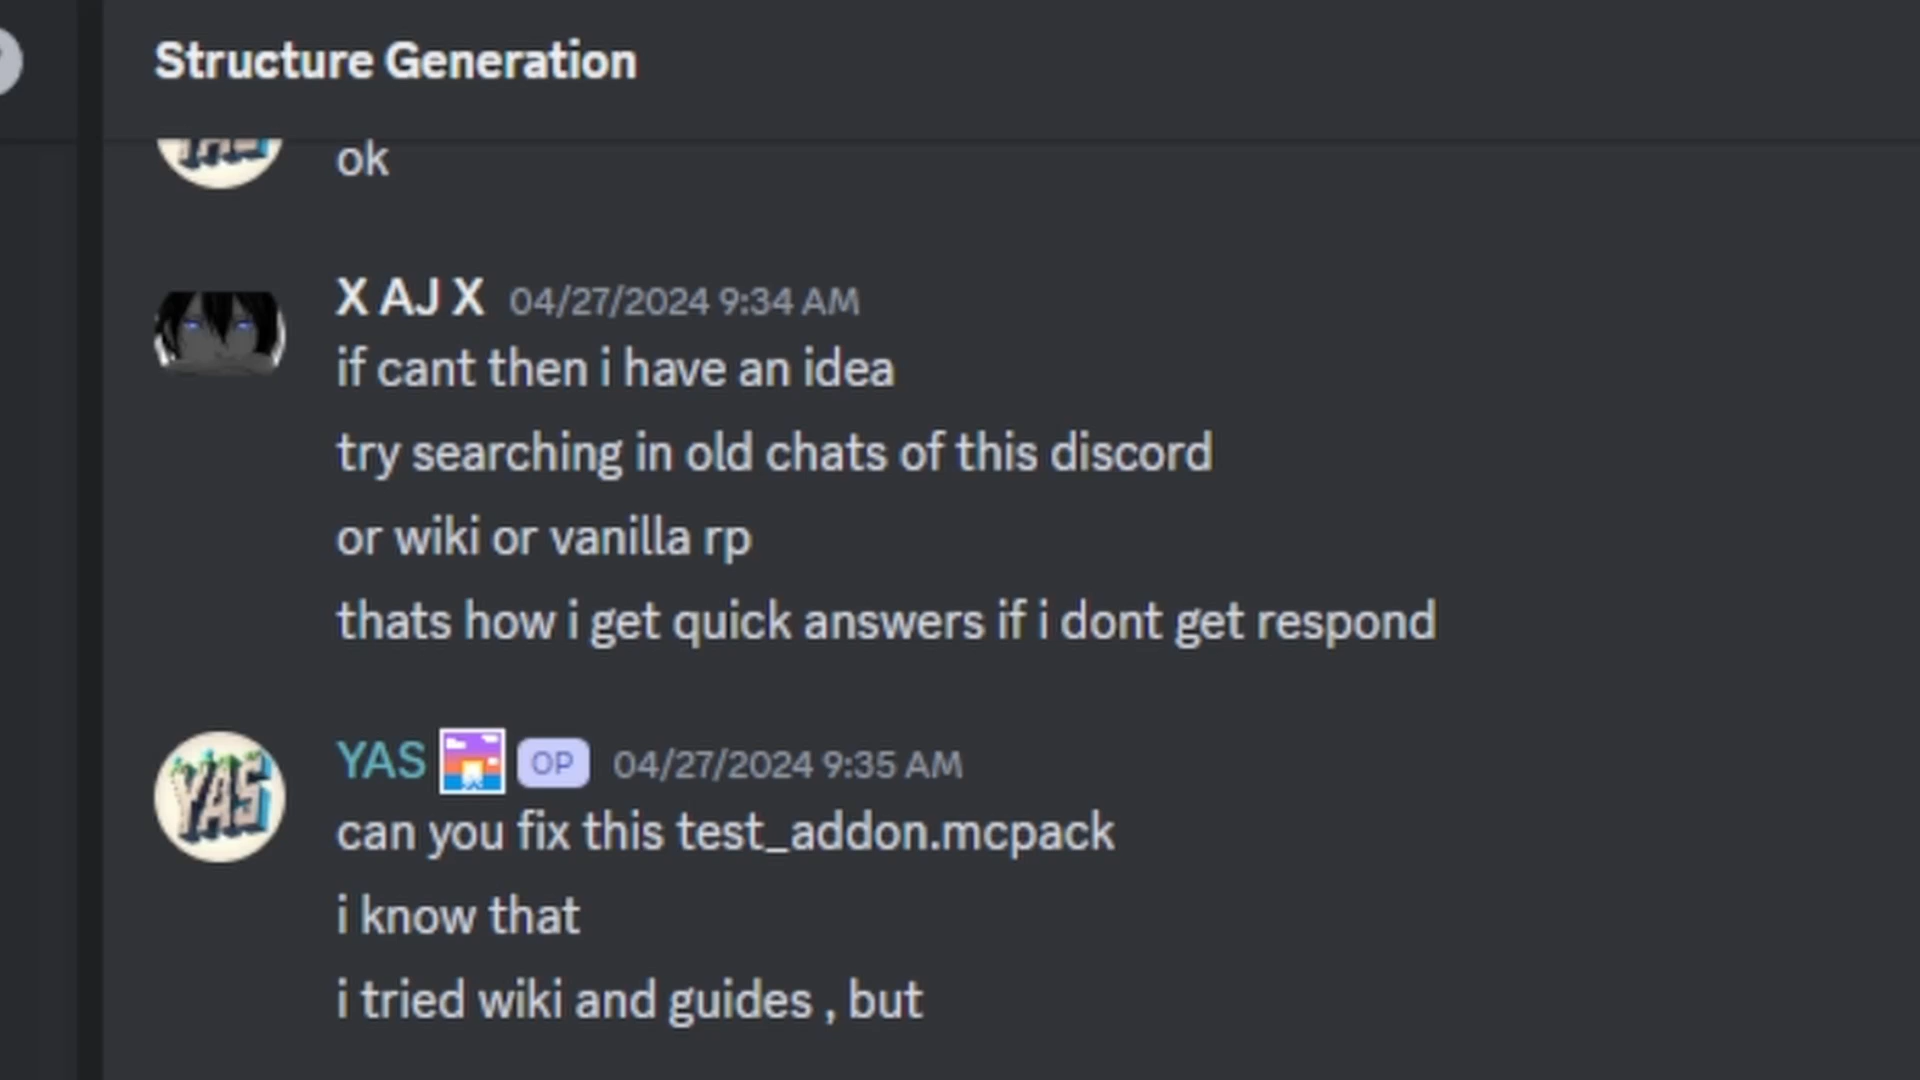 Structure Generation
ok
X AJ X 04/27/2024 9:34 AM
if cant then i have an idea
try searching in old chats of this discord
or wiki or vanilla rp
thats how i get quick answers if i dont get respond
YAS OP 04/27/2024 9:35 AM
YAS
can you fix this test_addon.mcpack
i know that
i tried wiki and guides , but